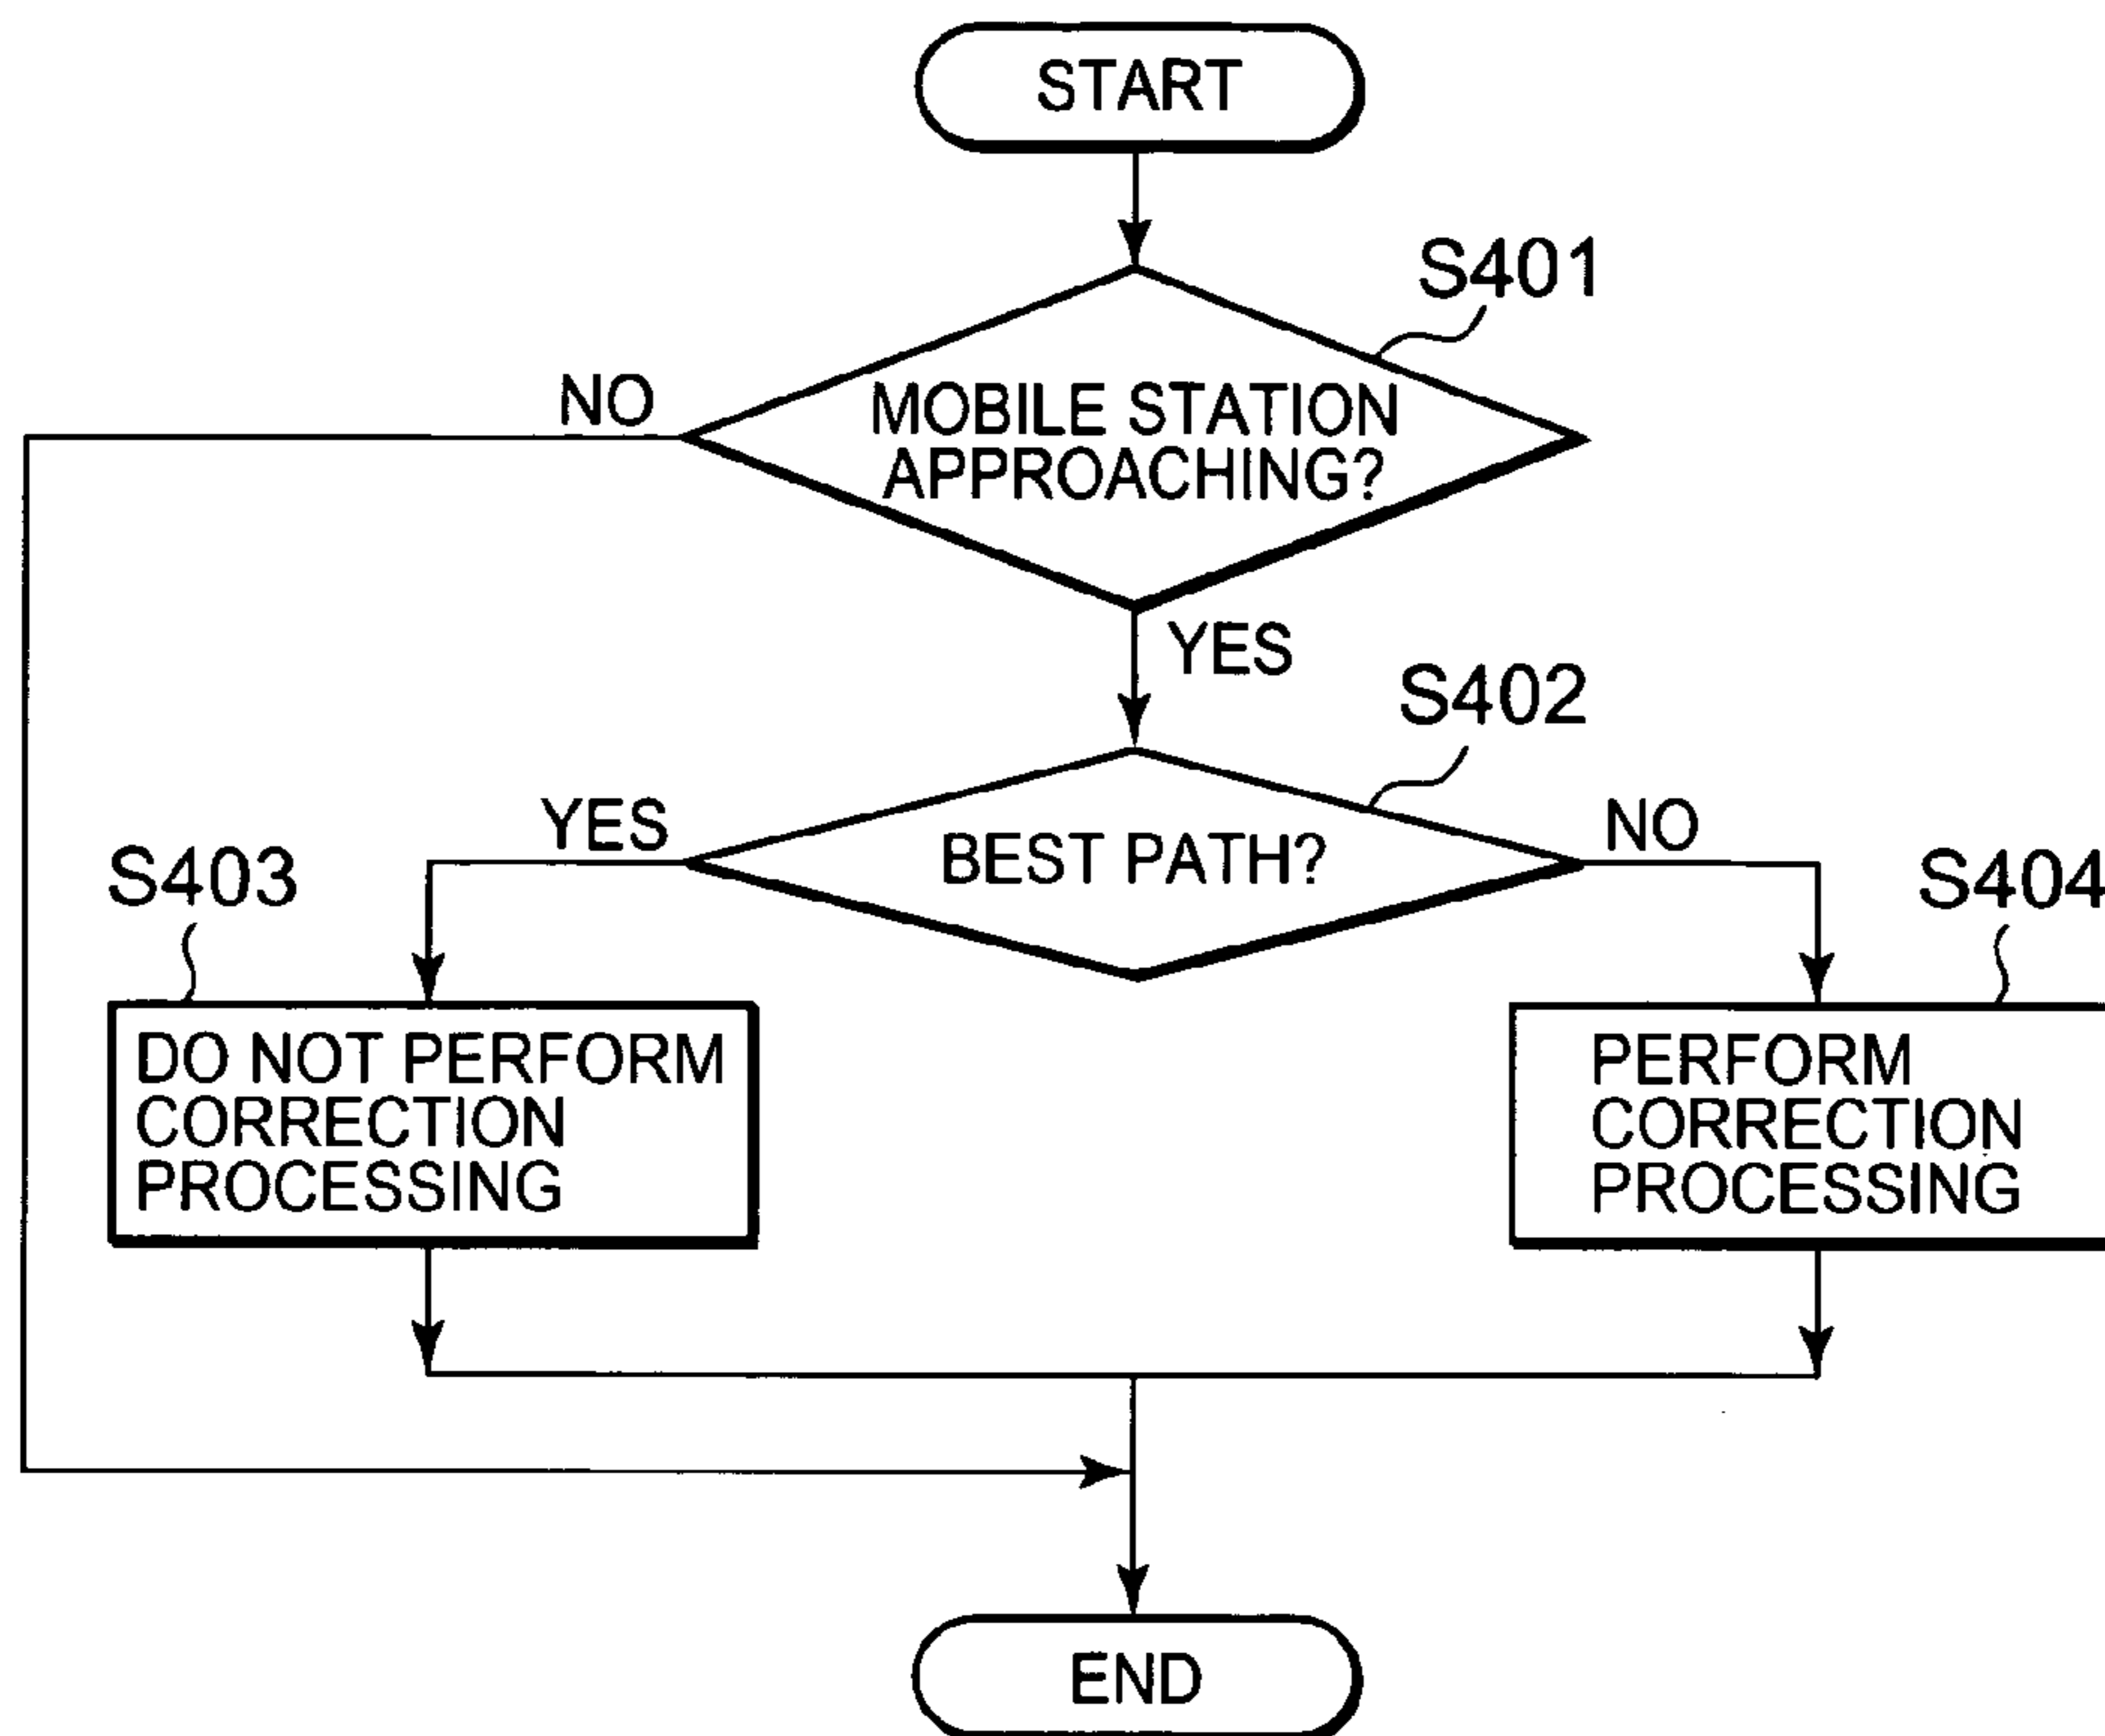 START
S401
NO
MOBILE STATION
APPROACHING?
YES
S402
YES
BEST PATH?
NO
S403
S404
DO NOT PERFORM
CORRECTION
PROCESSING
PERFORM
CORRECTION
PROCESSING
END